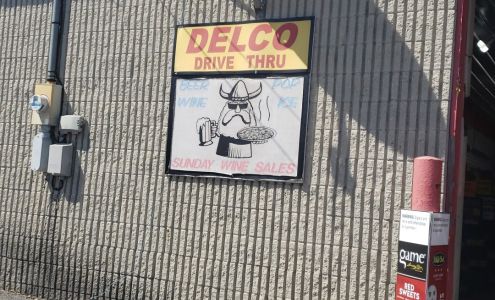 DELCO
DRIVE THRU
BEER POP
WINE ICE
SUNDAY WINE SALES
game
RED
SWEETS